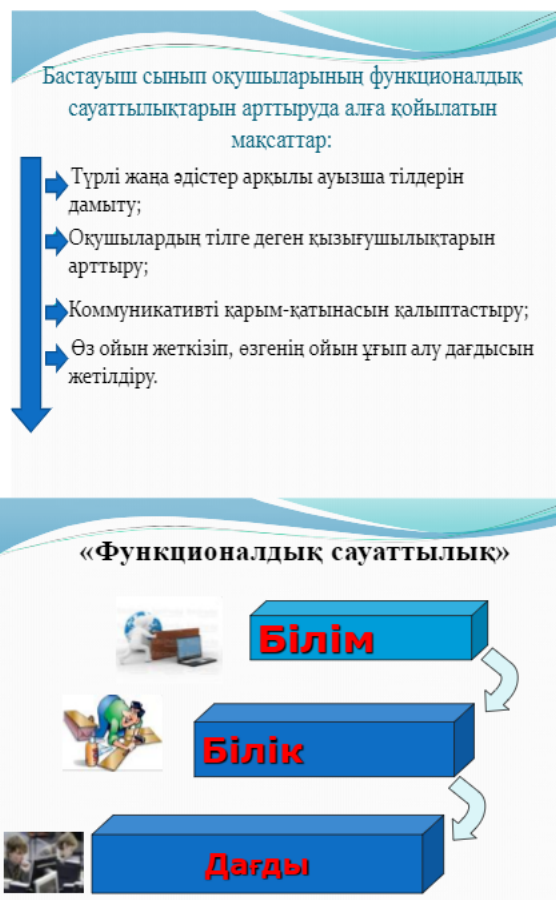 Бастауыш сынып оқушыларының функционалдық
сауаттылықтарын арттыруда алға қойылатын
мақсаттар:
Түрлі жаңа әдістер арқылы ауызша тілдерін
дамыту;
Оқушылардың тілге деген қызығушылықтарын
арттыру;
Коммуникативті қарым-қатынасын қалыптастыру;
Өз ойын жеткізіп, өзгенің ойын ұғып алу дағдысын
жетілдіру.
«Функционалдық сауаттылық»
Білім
Білік
Дағды